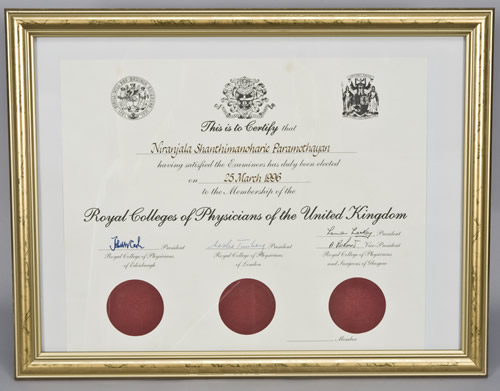 This is to Certify that
Niranjala Shanthimanoharie Paramothayan
having satisfied the Examiners has duly been elected
on 25 March 1996
to the Membership of the
Royal Colleges of Physicians of the United Kingdom
President President President
Vice-President
Royal College of Physicians Royal College of Physicians Royal College of Physicians
of Edinburgh of London and Surgeons of Glasgow
Member